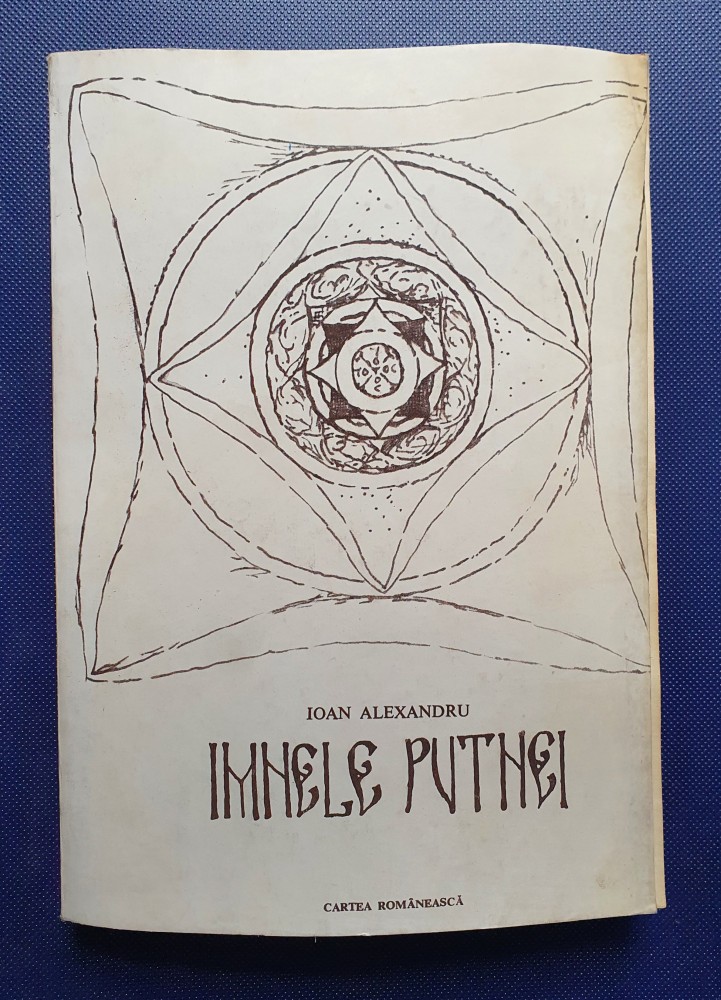 IOAN ALEXANDRU
IMNELE PUTNEI
CARTEA ROMÂNEASCĂ